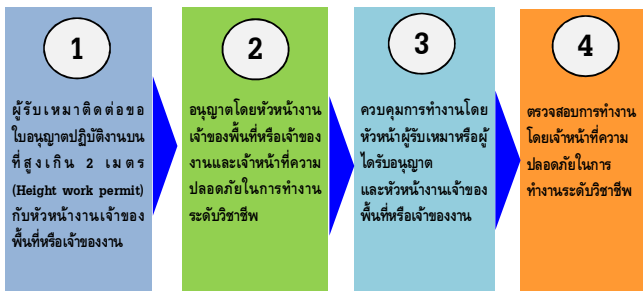 1
ผู้รับเหมาติดต่อขอ
ใบอนุญาตปฏิบัติงานบน
ที่สูงเกิน 2 เมตร
(Height work permit)
กับหัวหน้างานเจ้าของ
พื้นที่หรือเจ้าของงาน
2
อนุญาตโดยหัวหน้างาน
เจ้าของพื้นที่หรือเจ้าของ
งานและเจ้าหน้าที่ความ
ปลอดภัยในการทำงาน
ระดับวิชาชีพ
3
ควบคุมการทำงานโดย
หัวหน้าผู้รับเหมาหรือผู้
ไดรับอนุญาต
และหัวหน้างานเจ้าของ
พื้นที่หรือเจ้าของงาน
4
ตรวจสอบการทำงาน
โดยเจ้าหน้าที่ความ
ปลอดภัยในการ
ทำงานระดับวิชาชีพ